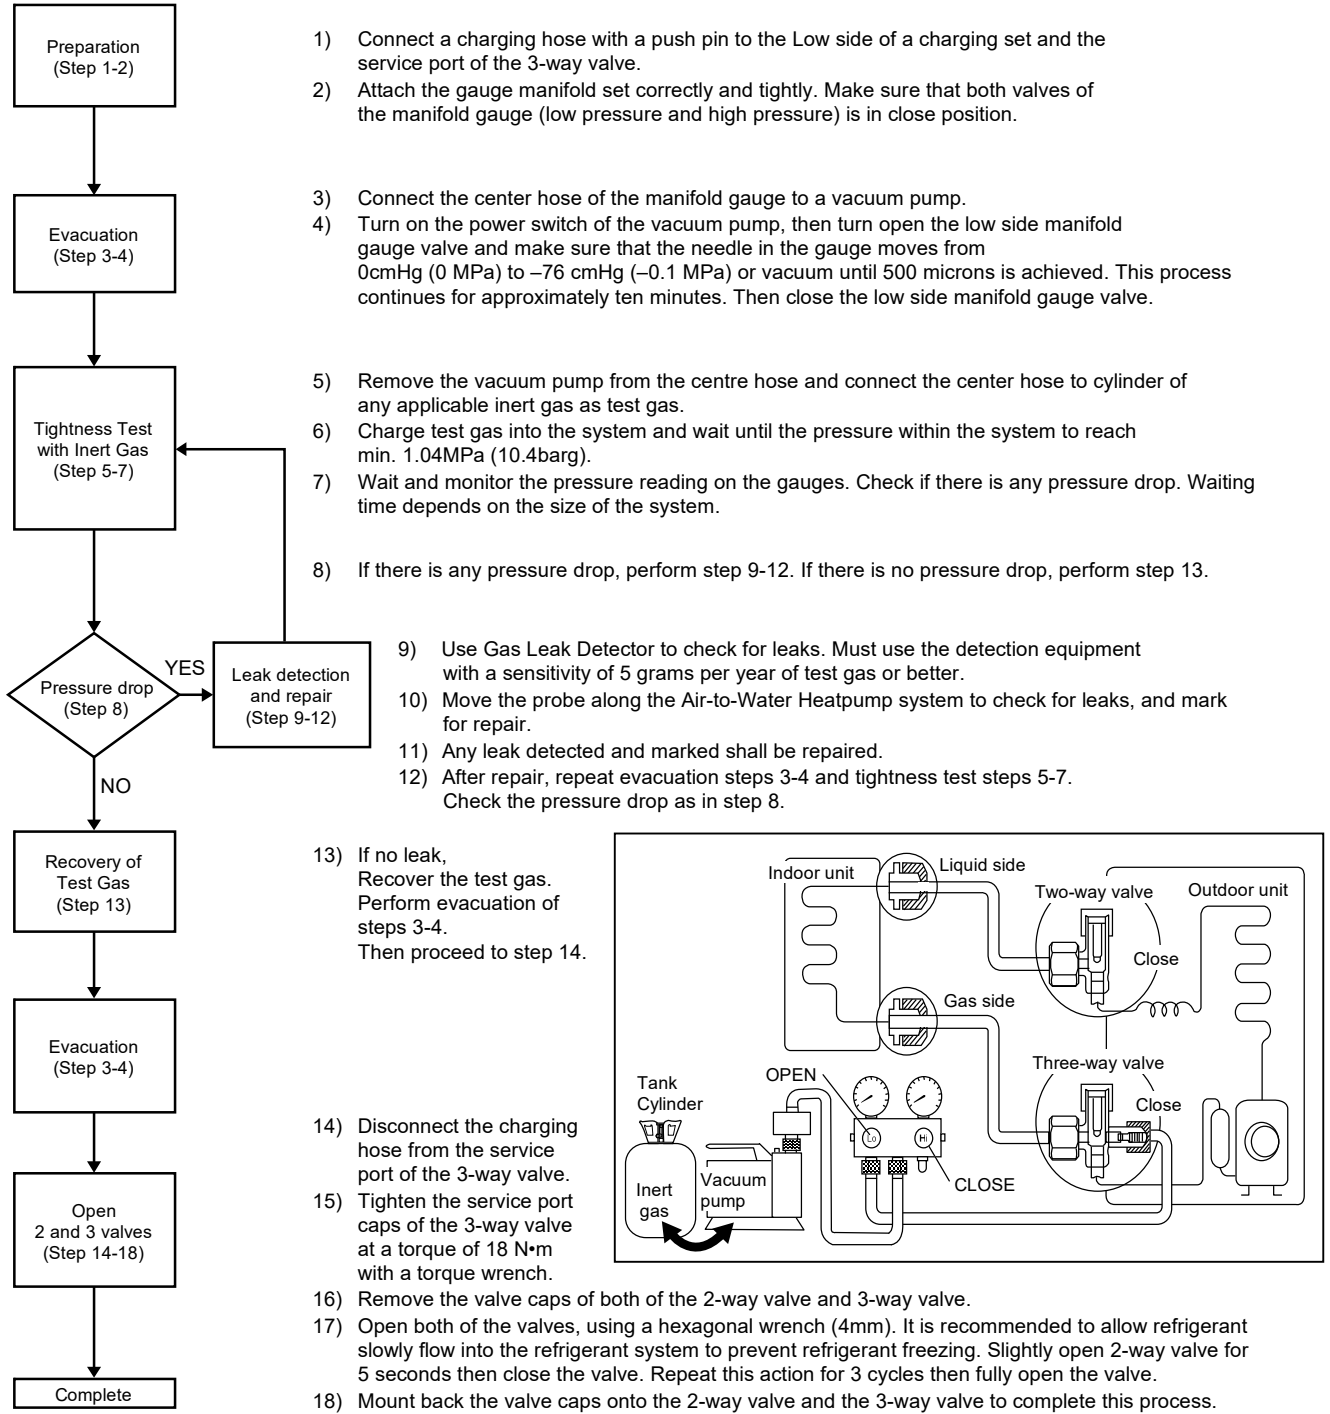 Preparation
(Step 1-2)
1) Connect a charging hose with a push pin to the Low side of a charging set and the
service port of the 3-way valve.
2) Attach the gauge manifold set correctly and tightly. Make sure that both valves of
the manifold gauge (low pressure and high pressure) is in close position.
Evacuation
(Step 3-4)
3) Connect the center hose of the manifold gauge to a vacuum pump.
4) Turn on the power switch of the vacuum pump, then turn open the low side manifold
gauge valve and make sure that the needle in the gauge moves from
0cmHg (0 MPa) to –76 cmHg (–0.1 MPa) or vacuum until 500 microns is achieved. This process
continues for approximately ten minutes. Then close the low side manifold gauge valve.
Tightness Test
with Inert Gas
(Step 5-7)
5) Remove the vacuum pump from the centre hose and connect the center hose to cylinder of
any applicable inert gas as test gas.
6) Charge test gas into the system and wait until the pressure within the system to reach
min. 1.04MPa (10.4barg).
7) Wait and monitor the pressure reading on the gauges. Check if there is any pressure drop. Waiting
time depends on the size of the system.
8) If there is any pressure drop, perform step 9-12. If there is no pressure drop, perform step 13.
Pressure drop
(Step 8)
YES
NO
Leak detection
and repair
(Step 9-12)
9) Use Gas Leak Detector to check for leaks. Must use the detection equipment
with a sensitivity of 5 grams per year of test gas or better.
10) Move the probe along the Air-to-Water Heatpump system to check for leaks, and mark
for repair.
11) Any leak detected and marked shall be repaired.
12) After repair, repeat evacuation steps 3-4 and tightness test steps 5-7.
Check the pressure drop as in step 8.
Recovery of
Test Gas
(Step 13)
13) If no leak,
Recover the test gas.
Perform evacuation of
steps 3-4.
Then proceed to step 14.
Indoor unit
Liquid side
Two-way valve
Outdoor unit
Close
Gas side
Three-way valve
Close
OPEN
Tank
Cylinder
Lo
Hi
CLOSE
Inert
gas
Vacuum
pump
Evacuation
(Step 3-4)
Open
2 and 3 valves
(Step 14-18)
14) Disconnect the charging
hose from the service
port of the 3-way valve.
15) Tighten the service port
caps of the 3-way valve
at a torque of 18 N•m
with a torque wrench.
16) Remove the valve caps of both of the 2-way valve and 3-way valve.
17) Open both of the valves, using a hexagonal wrench (4mm). It is recommended to allow refrigerant
slowly flow into the refrigerant system to prevent refrigerant freezing. Slightly open 2-way valve for
5 seconds then close the valve. Repeat this action for 3 cycles then fully open the valve.
18) Mount back the valve caps onto the 2-way valve and the 3-way valve to complete this process.
Complete